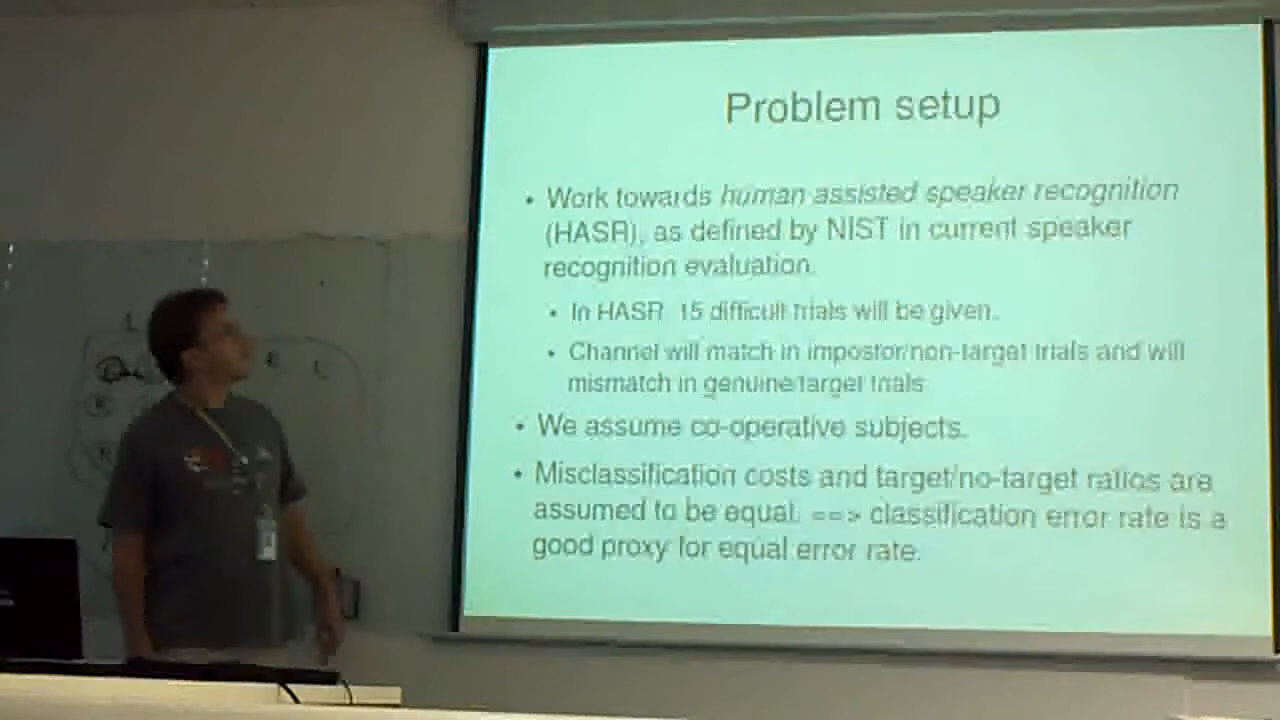 Problem setup
• Work towards human assisted speaker recognition
(HASR), as defined by NIST in current speaker
recognition evaluation.
• In HASR 15 difficult trials will be given.
• Channel will match in impostor/non-target trials and will
mismatch in genuine/target trials
• We assume co-operative subjects.
• Misclassification costs and target/no-target ratios are
assumed to be equal. ==> classification error rate is a
good proxy for equal error rate.